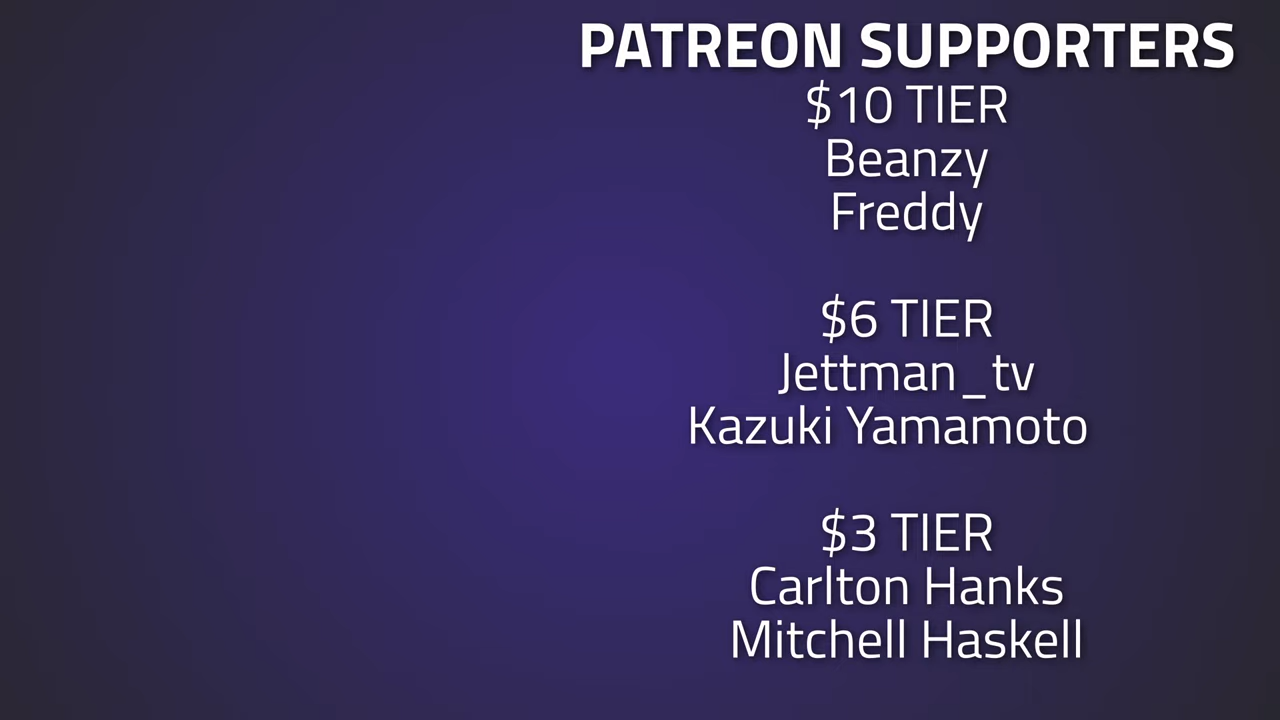 PATREON SUPPORTERS
$10 TIER
Beanzy
Freddy
$6 TIER
Jettman_tv
Kazuki Yamamoto
$3 TIER
Carlton Hanks
Mitchell Haskell